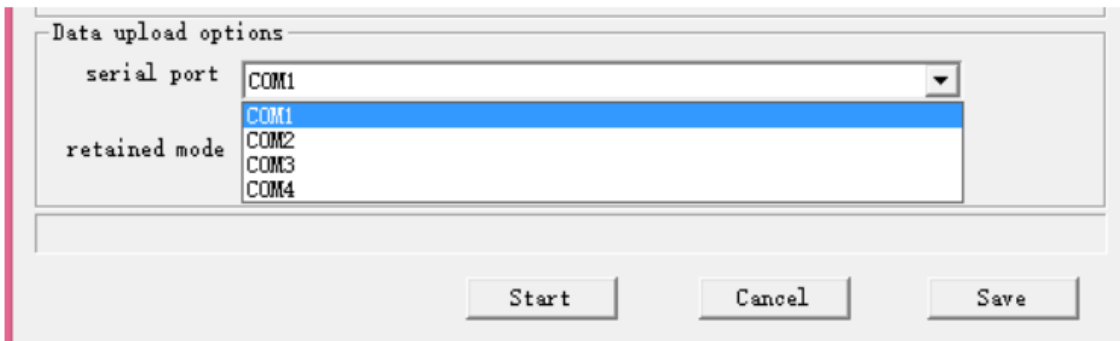 Data upload options
serial port COM1
COM1
retained mode COM2
COM3
COM4
Start Cancel Save